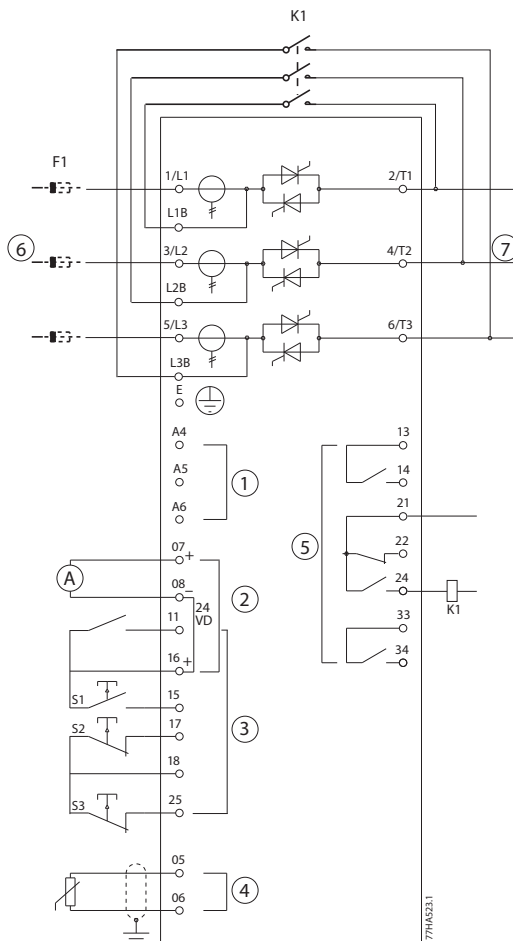 K1
F1
1/L1
2/T1
L1B
6
3/L2
4/T2
7
L2B
5/L3
6/T3
L3B
E
A4
13
A5
1
14
A6
21
5
22
07 +
A
08 –
2
24
24
VD
11
K1
33
16 +
34
S1
15
S2
17
3
18
S3
25
05
4
06
77HA523.1